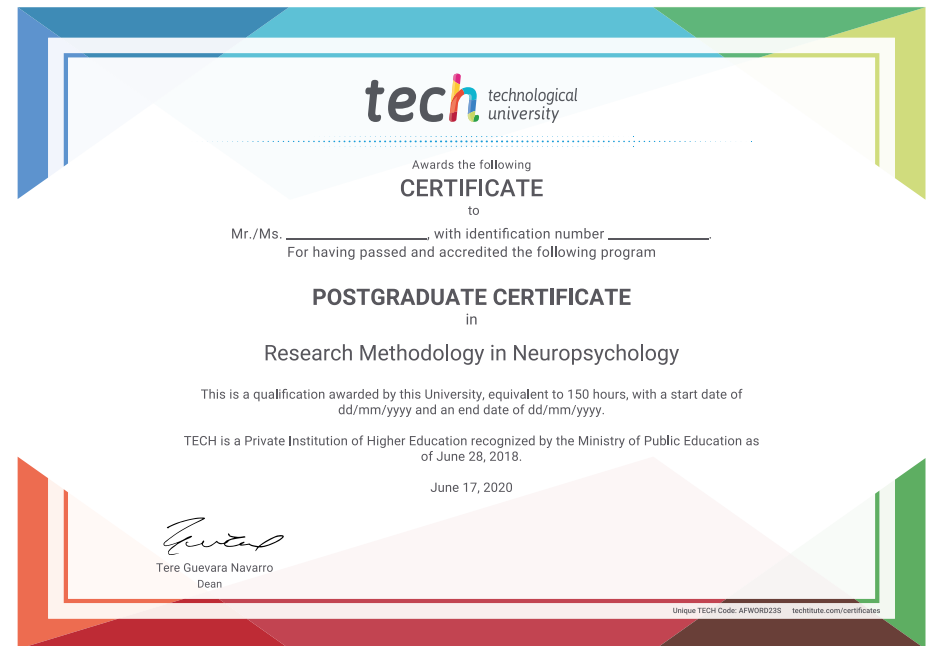 tech technological
university
Awards the following
CERTIFICATE
to
Mr./Ms. ____________________, with identification number ______________.
For having passed and accredited the following program
POSTGRADUATE CERTIFICATE
in
Research Methodology in Neuropsychology
This is a qualification awarded by this University, equivalent to 150 hours, with a start date of
dd/mm/yyyy and an end date of dd/mm/yyyy.
TECH is a Private Institution of Higher Education recognized by the Ministry of Public Education as
of June 28, 2018.
June 17, 2020
Tere Guevara Navarro
Dean
Unique TECH Code: AFWORD23S techtitute.com/certificates